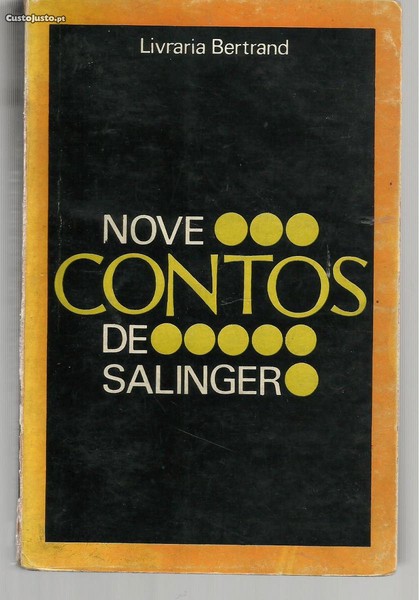 CustoJusto.pt
Livraria Bertrand
NOVE
CONTOS
DE
SALINGER